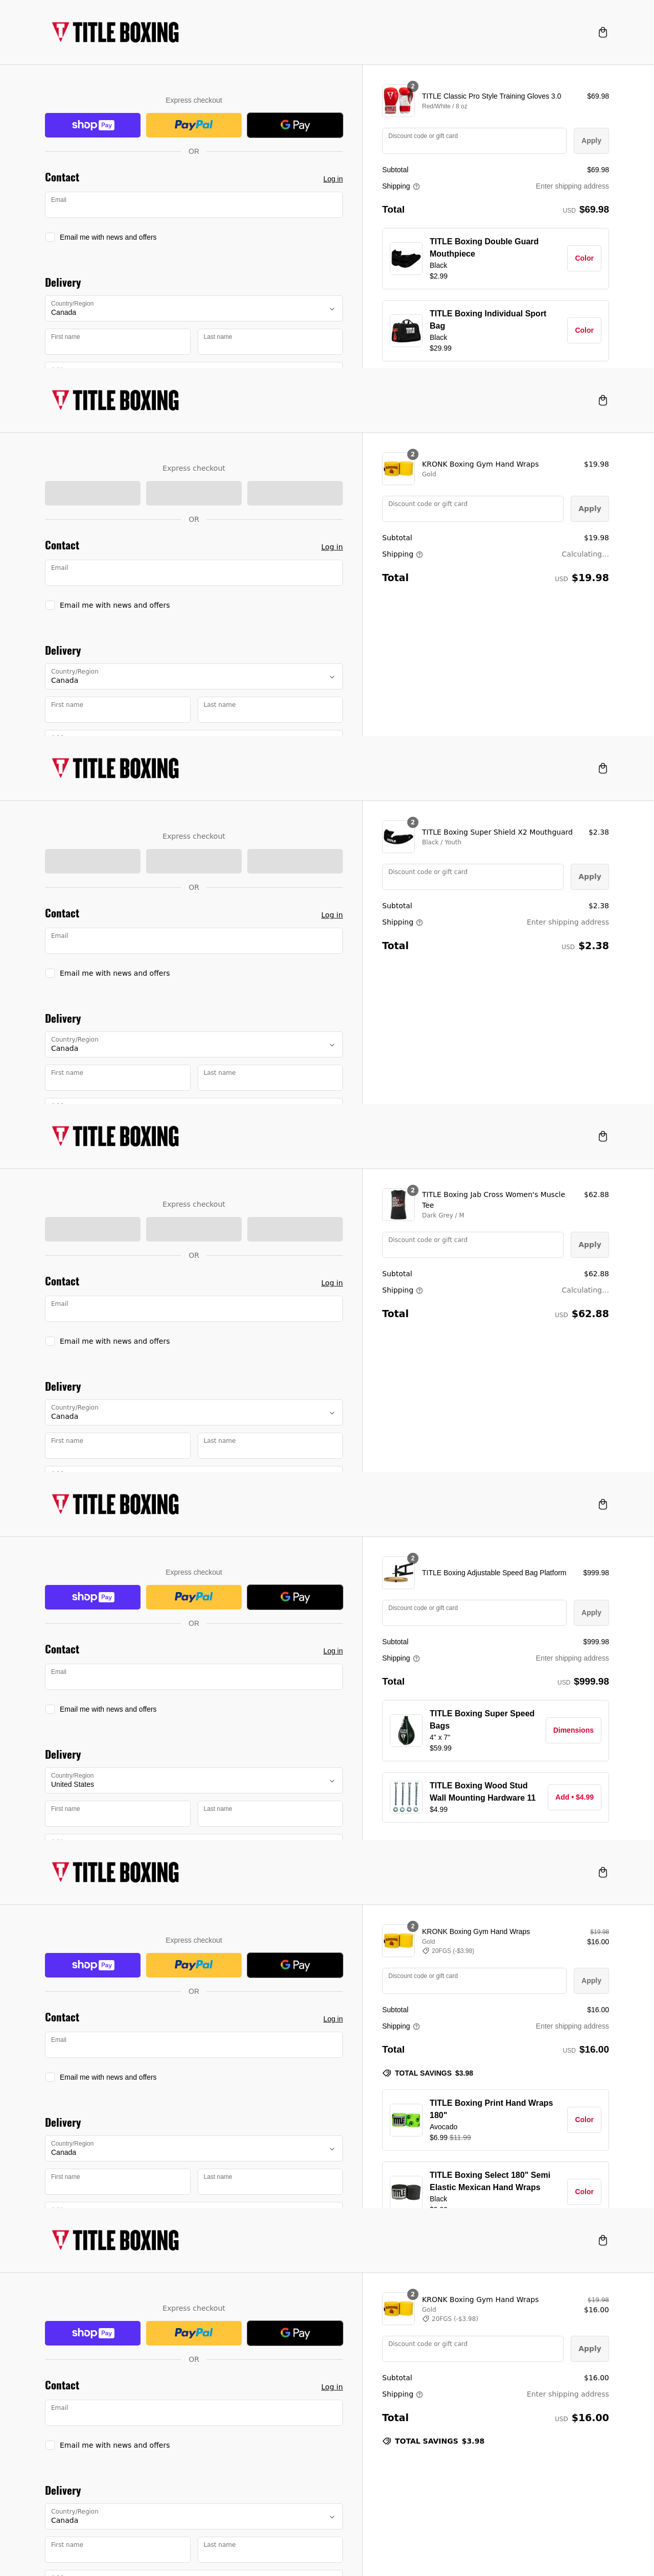 TITLE BOXING
Express checkout
shop Pay
PayPal
G Pay
OR
Contact
Log in
Email
Email me with news and offers
Delivery
Country/Region
Canada
First name
Last name
2
TITLE Classic Pro Style Training Gloves 3.0
$69.98
Red/White / 8 oz
Discount code or gift card
Apply
Subtotal
$69.98
Shipping
Enter shipping address
Total
USD $69.98
TITLE Boxing Double Guard
Mouthpiece
Black
$2.99
Color
TITLE Boxing Individual Sport
Bag
Black
$29.99
Color
TITLE BOXING
Express checkout
OR
Contact
Log in
Email
Email me with news and offers
Delivery
Country/Region
Canada
First name
Last name
2
KRONK Boxing Gym Hand Wraps
$19.98
Gold
Discount code or gift card
Apply
Subtotal
$19.98
Shipping
Calculating...
Total
USD $19.98
TITLE BOXING
Express checkout
OR
Contact
Log in
Email
Email me with news and offers
Delivery
Country/Region
Canada
First name
Last name
2
TITLE Boxing Super Shield X2 Mouthguard
$2.38
Black / Youth
Discount code or gift card
Apply
Subtotal
$2.38
Shipping
Enter shipping address
Total
USD $2.38
TITLE BOXING
Express checkout
OR
Contact
Log in
Email
Email me with news and offers
Delivery
Country/Region
Canada
First name
Last name
2
TITLE Boxing Jab Cross Women's Muscle
Tee
$62.88
Dark Grey / M
Discount code or gift card
Apply
Subtotal
$62.88
Shipping
Calculating...
Total
USD $62.88
TITLE BOXING
Express checkout
shop Pay
PayPal
G Pay
OR
Contact
Log in
Email
Email me with news and offers
Delivery
Country/Region
United States
First name
Last name
2
TITLE Boxing Adjustable Speed Bag Platform
$999.98
Discount code or gift card
Apply
Subtotal
$999.98
Shipping
Enter shipping address
Total
USD $999.98
TITLE Boxing Super Speed
Bags
4" x 7"
$59.99
Dimensions
TITLE Boxing Wood Stud
Wall Mounting Hardware 11
$4.99
Add • $4.99
TITLE BOXING
Express checkout
shop Pay
PayPal
G Pay
OR
Contact
Log in
Email
Email me with news and offers
Delivery
Country/Region
Canada
First name
Last name
2
KRONK Boxing Gym Hand Wraps
$19.98
Gold
$16.00
20FGS (-$3.98)
Discount code or gift card
Apply
Subtotal
$16.00
Shipping
Enter shipping address
Total
USD $16.00
TOTAL SAVINGS $3.98
TITLE Boxing Print Hand Wraps
180"
Avocado
$6.99 $11.99
Color
TITLE Boxing Select 180" Semi
Elastic Mexican Hand Wraps
Black
Color
TITLE BOXING
Express checkout
shop Pay
PayPal
G Pay
OR
Contact
Log in
Email
Email me with news and offers
Delivery
Country/Region
Canada
First name
Last name
2
KRONK Boxing Gym Hand Wraps
$19.98
Gold
$16.00
20FGS (-$3.98)
Discount code or gift card
Apply
Subtotal
$16.00
Shipping
Enter shipping address
Total
USD $16.00
TOTAL SAVINGS $3.98